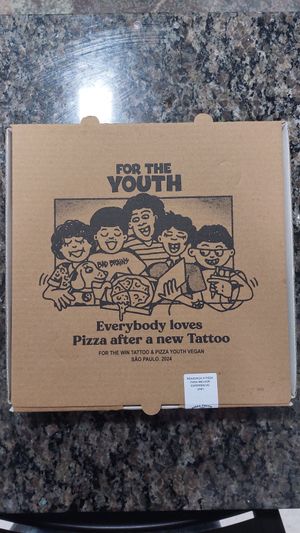 FOR THE
YOUTH
BAD BRAINS
Everybody loves
Pizza after a new Tattoo
FOR THE WIN TATTOO & PIZZA YOUTH VEGAN
SÃO PAULO. 2024